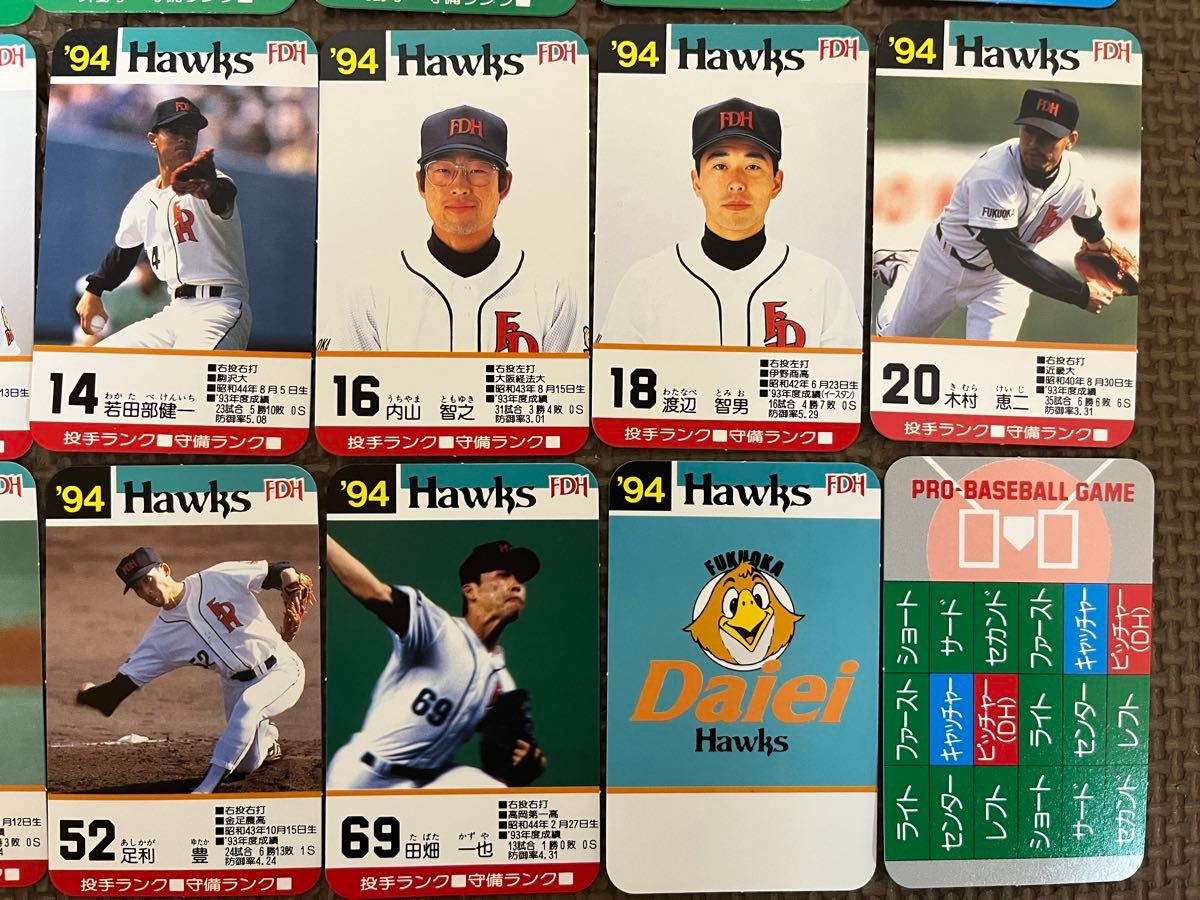 '94 Hawks FDH
FDH
14 わかたべ けんいち
若田部健一
■右投右打
■駒沢大
■昭和44年8月5日生
■'93年度成績
23試合 5勝10敗 0S
防御率5.08
投手ランク■守備ランク■
'94 Hawks FDH
FDH
16 うちやま ともゆき
内山 智之
■右投左打
■大阪経法大
■昭和43年8月15日生
■'93年度成績
31試合 3勝4敗 0S
防御率3.01
投手ランク■守備ランク■
'94 Hawks FDH
FDH
18 わたなべ とみお
渡辺 智男
■右投右打
■伊野商高
■昭和42年6月23日生
■'93年度成績(イースタン)
16試合 4勝7敗 0S
防御率5.29
投手ランク■守備ランク■
'94 Hawks FDH
FDH
FUKUOKA
20 きむら けいじ
木村 恵二
■右投右打
■近畿大
■昭和40年8月30日生
■'93年度成績
35試合 6勝6敗 6S
防御率3.31
投手ランク■守備ランク■
'94 Hawks FDH
52
52 あしかが ゆたか
足利 豊
■右投右打
■金足農高
■昭和43年10月15日生
■'93年度成績
24試合 6勝13敗 1S
防御率4.24
投手ランク■守備ランク■
'94 Hawks FDH
69
69 たばた かずや
田畑 一也
■右投右打
■高岡第一高
■昭和44年2月27日生
■'93年度成績
13試合 1勝0敗 0S
防御率4.31
投手ランク■守備ランク■
'94 Hawks FDH
FUKUOKA
Daiei
Hawks
PRO-BASEBALL GAME
ショート
サード
セカンド
ファースト
キャッチャー
ピッチャー(DH)
ファースト
キャッチャー
ピッチャー(DH)
ライト
センター
レフト
ライト
センター
レフト
ショート
サード
セカンド